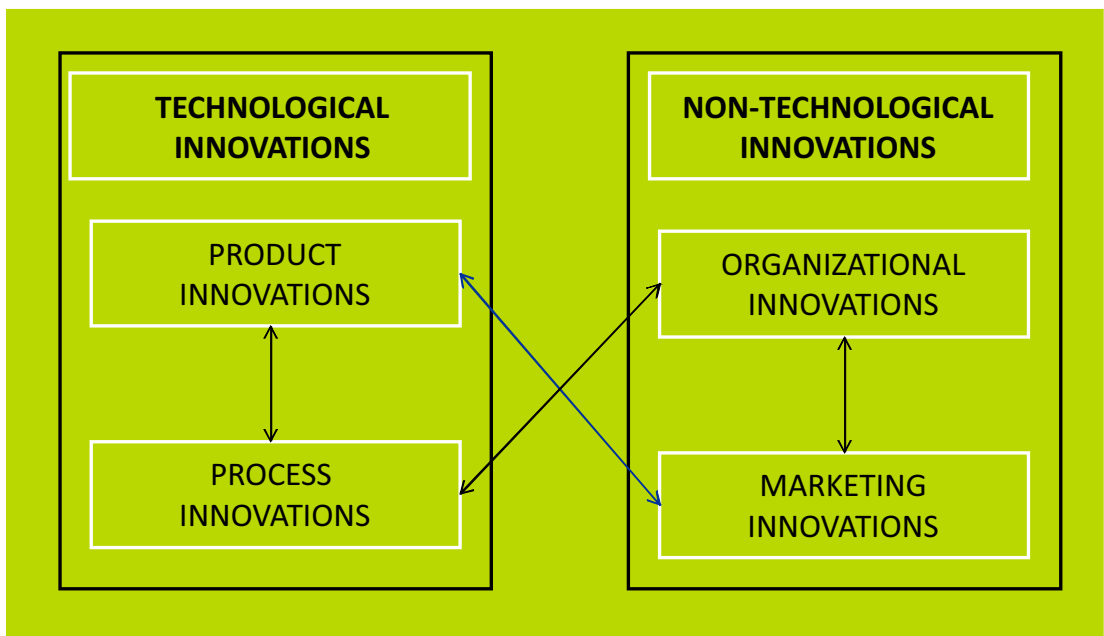 TECHNOLOGICAL
INNOVATIONS
PRODUCT
INNOVATIONS
PROCESS
INNOVATIONS
NON-TECHNOLOGICAL
INNOVATIONS
ORGANIZATIONAL
INNOVATIONS
MARKETING
INNOVATIONS